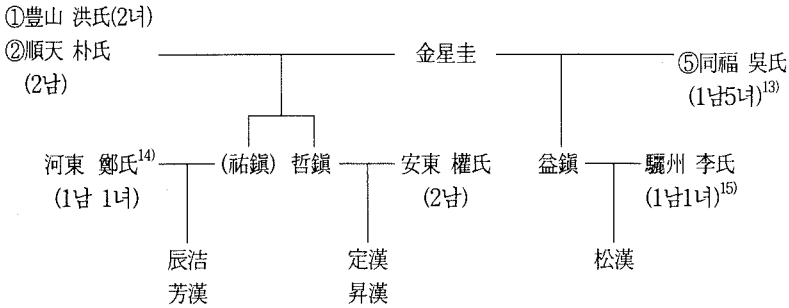 ①豊山 洪氏(2녀)
②順天 朴氏
(2남)
金星圭
⑤同福 吳氏
(1남5녀)13)
河東 鄭氏14)
(1남 1녀)
(祐鎭)
哲鎭
安東 權氏
(2남)
益鎭
驪州 李氏
(1남1녀)15)
辰洁
芳漢
定漢
昇漢
松漢